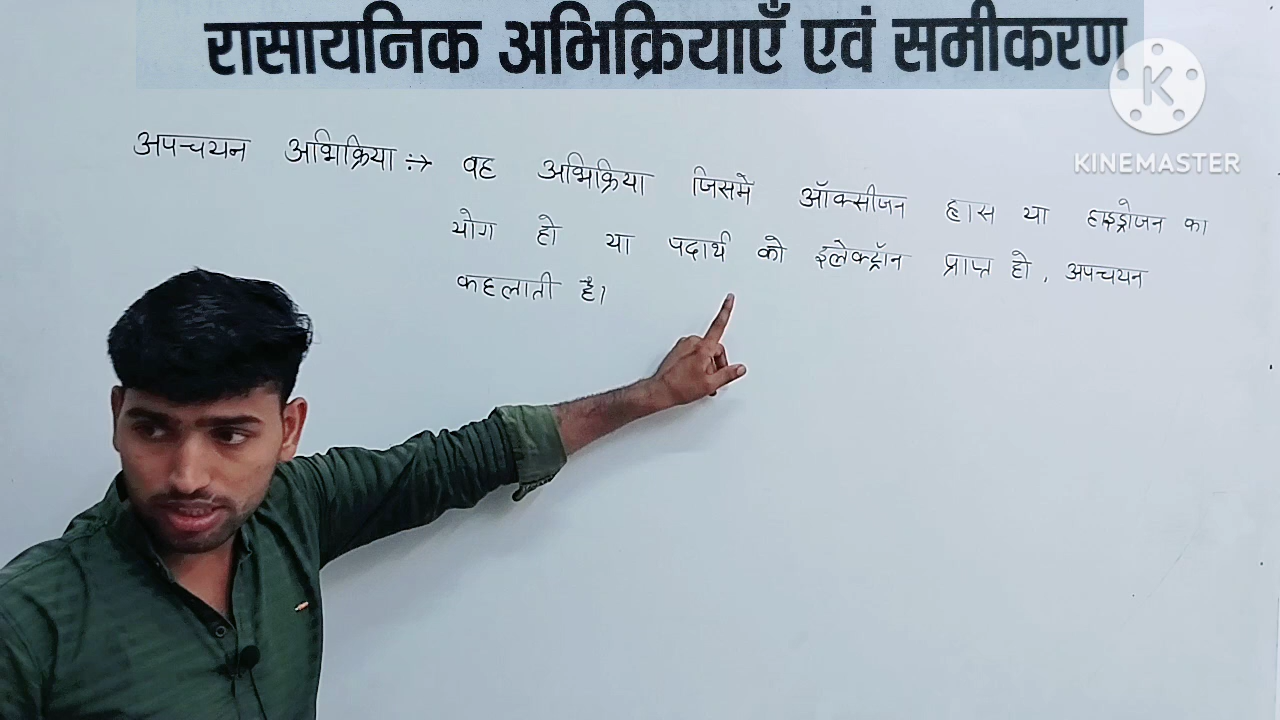 रासायनिक अभिक्रियाएँ एवं समीकरण
K
KINEMASTER
अपचयन अभिक्रिया :→ वह अभिक्रिया जिसमे ऑक्सीजन ह्रास या हाइड्रोजन का
योग हो या पदार्थ को इलेक्ट्रॉन प्राप्त हो , अपचयन
कहलाती है।